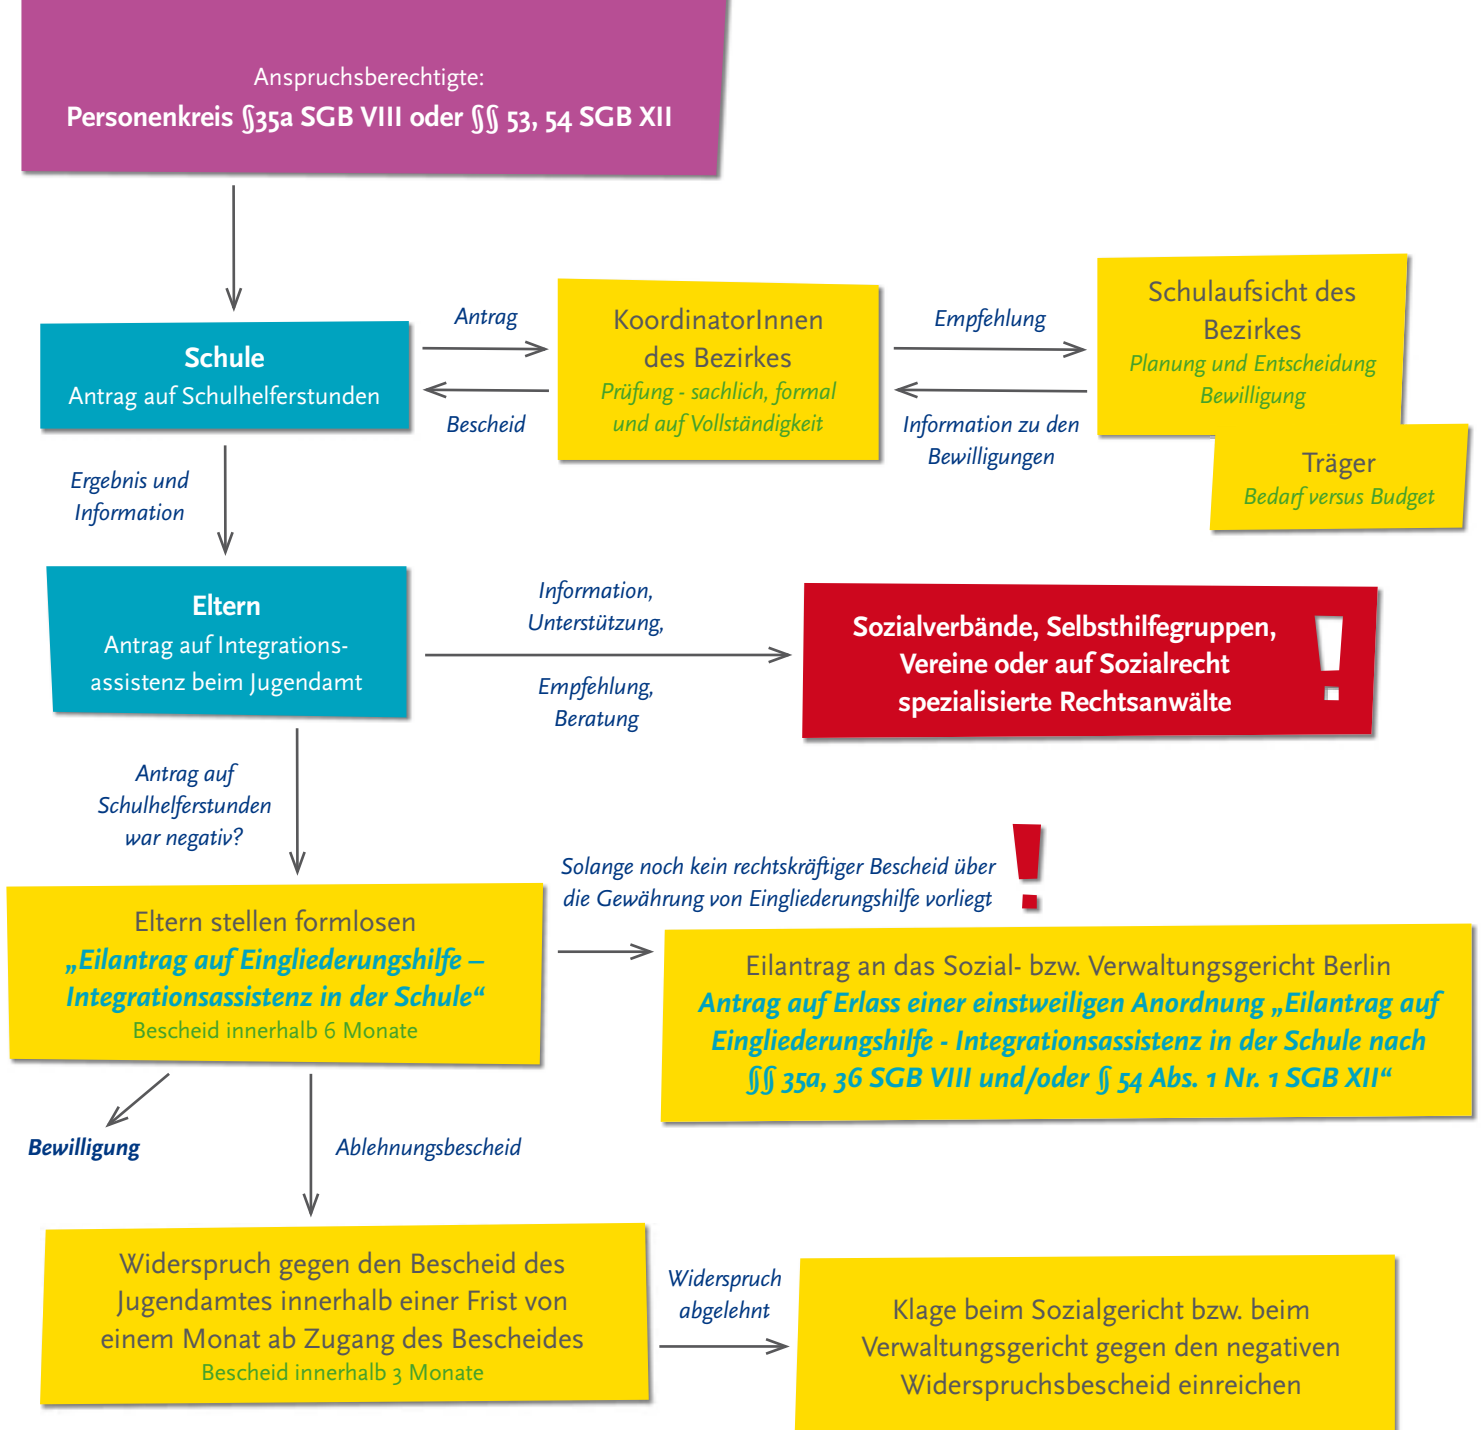 Anspruchsberechtigte:
Personenkreis §35a SGB VIII oder §§ 53, 54 SGB XII
Schule
Antrag auf Schulhelferstunden
Antrag
Bescheid
KoordinatorInnen
des Bezirkes
Prüfung - sachlich, formal
und auf Vollständigkeit
Empfehlung
Information zu den
Bewilligungen
Schulaufsicht des
Bezirkes
Planung und Entscheidung
Bewilligung
Träger
Bedarf versus Budget
Ergebnis und
Information
Eltern
Antrag auf Integrations-
assistenz beim Jugendamt
Information,
Unterstützung,
Empfehlung,
Beratung
Sozialverbände, Selbsthilfegruppen,
Vereine oder auf Sozialrecht
spezialisierte Rechtsanwälte
!
Antrag auf
Schulhelferstunden
war negativ?
Eltern stellen formlosen
„Eilantrag auf Eingliederungshilfe –
Integrationsassistenz in der Schule“
Bescheid innerhalb 6 Monate
Solange noch kein rechtskräftiger Bescheid über
die Gewährung von Eingliederungshilfe vorliegt
!
Eilantrag an das Sozial- bzw. Verwaltungsgericht Berlin
Antrag auf Erlass einer einstweiligen Anordnung „Eilantrag auf
Eingliederungshilfe - Integrationsassistenz in der Schule nach
§§ 35a, 36 SGB VIII und/oder § 54 Abs. 1 Nr. 1 SGB XII“
Bewilligung
Ablehnungsbescheid
Widerspruch gegen den Bescheid des
Jugendamtes innerhalb einer Frist von
einem Monat ab Zugang des Bescheides
Bescheid innerhalb 3 Monate
Widerspruch
abgelehnt
Klage beim Sozialgericht bzw. beim
Verwaltungsgericht gegen den negativen
Widerspruchsbescheid einreichen